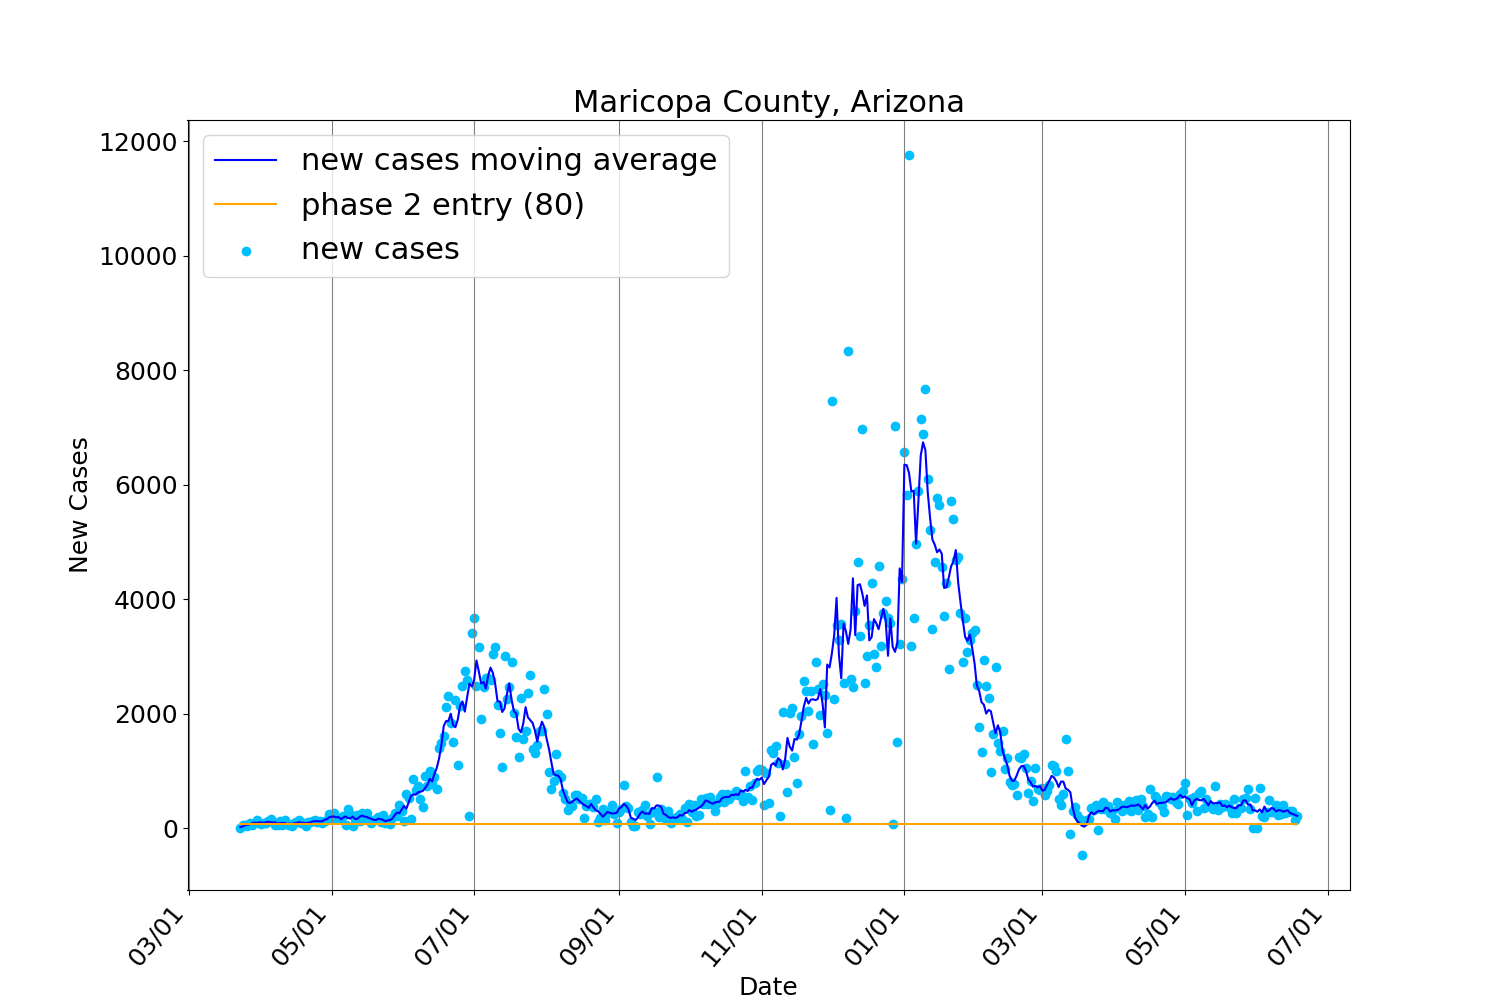 Maricopa County, Arizona
new cases moving average
phase 2 entry (80)
new cases
12000
10000
8000
6000
4000
2000
0
New Cases
03/01
05/01
07/01
09/01
11/01
01/01
03/01
05/01
07/01
Date